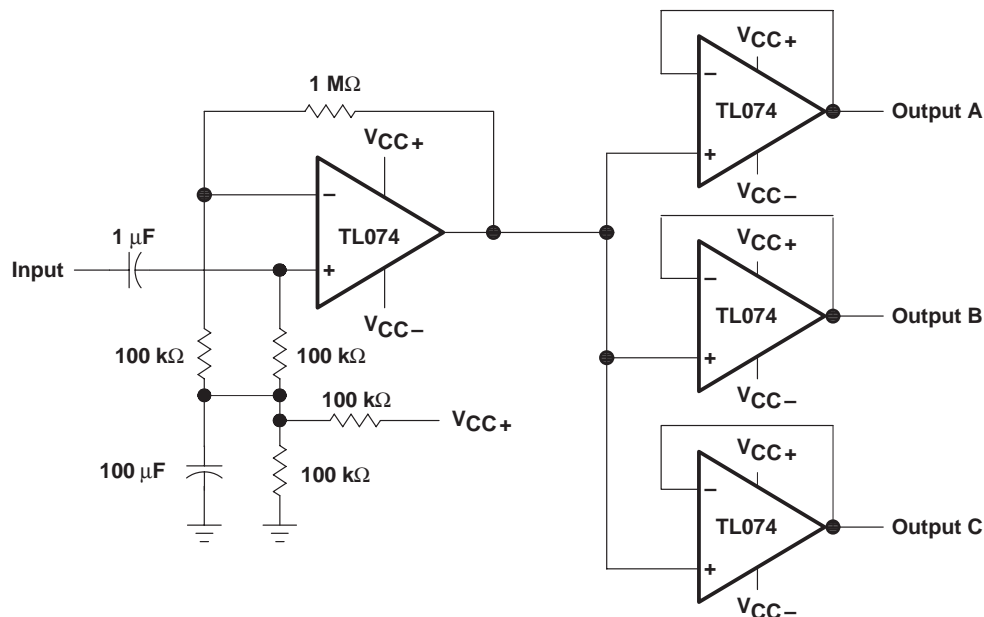 VCC+
−
1 MΩ
TL074
Output A
VCC+
+
−
VCC−
1 μF
TL074
VCC+
Input
−
+
VCC−
TL074
Output B
100 kΩ
100 kΩ
+
100 kΩ
VCC−
VCC+
VCC+
100 μF
100 kΩ
−
TL074
Output C
+
VCC−